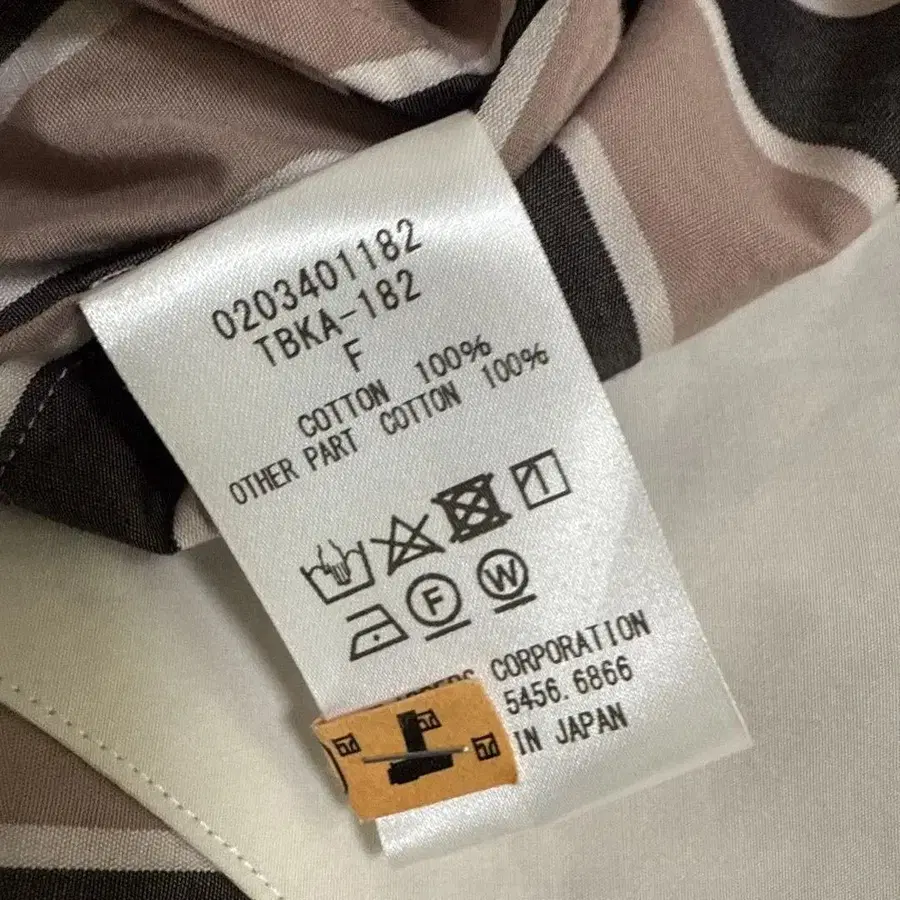 0203401182
TBKA-182
F
COTTON 100%
OTHER PART COTTON 100%
F W
CORPORATION
5456.6866
IN JAPAN